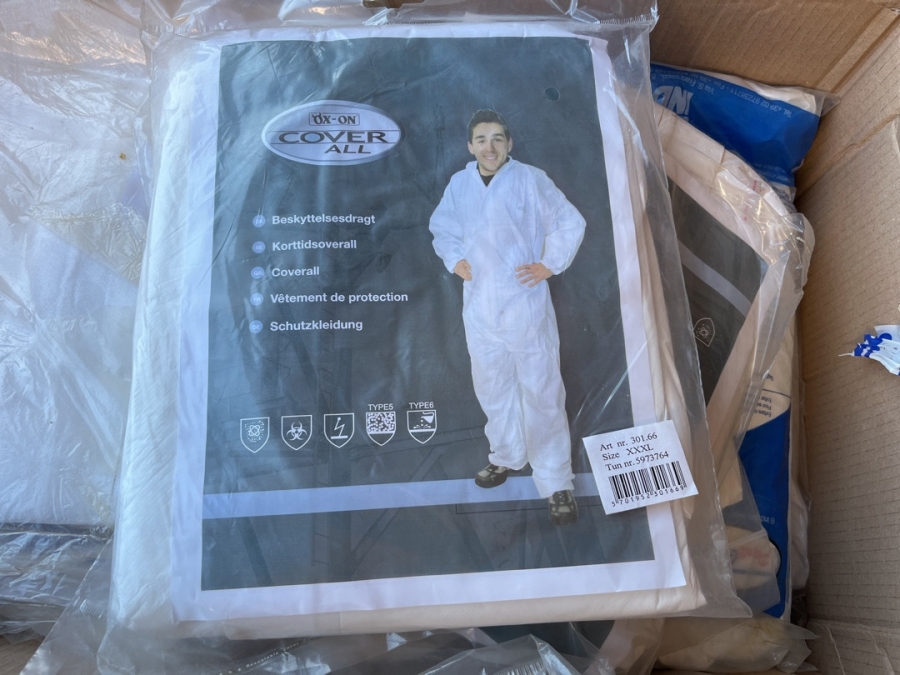 OX-ON
COVER
ALL
Beskyttelsesdragt
Korttidsoverall
Coverall
Vêtement de protection
Schutzkleidung
TYPE5 TYPE6
Art nr. 301.66
Size XXXL
Tun nr. 5973764
5701952301669